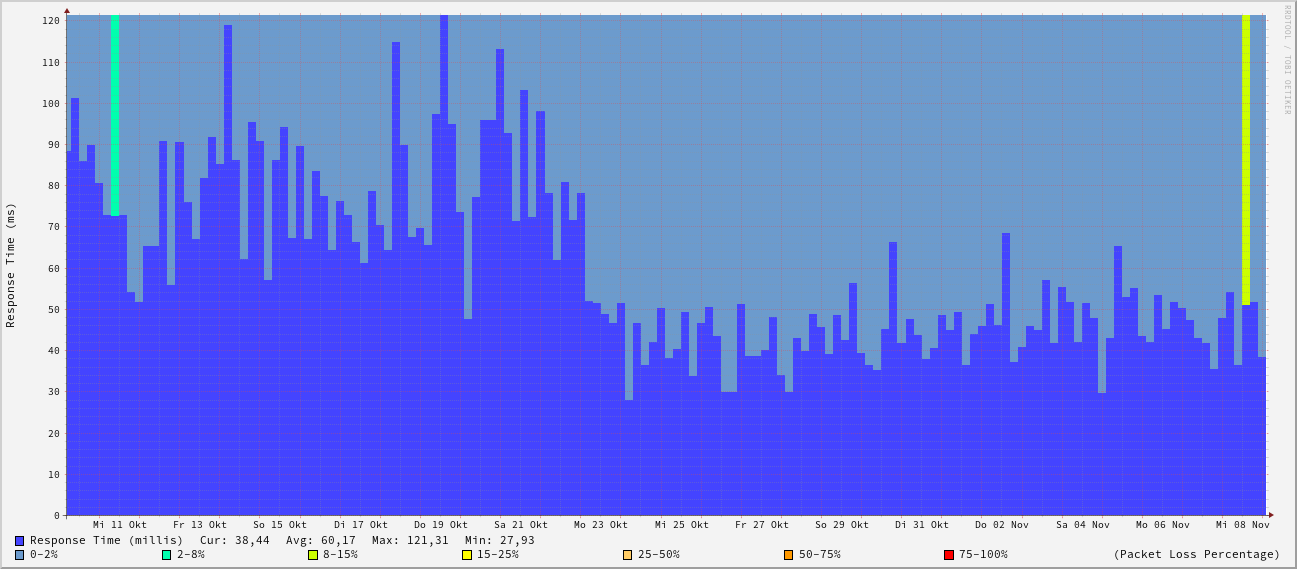 120
110
100
90
80
70
60
50
40
30
20
10
0
Response Time (ms)
RRDTOOL / TOBI OETIKER
Mi 11 Okt Fr 13 Okt So 15 Okt Di 17 Okt Do 19 Okt Sa 21 Okt Mo 23 Okt Mi 25 Okt Fr 27 Okt So 29 Okt Di 31 Okt Do 02 Nov Sa 04 Nov Mo 06 Nov Mi 08 Nov
Response Time (millis) Cur: 38,44 Avg: 60,17 Max: 121,31 Min: 27,93
0-2% 2-8% 8-15% 15-25% 25-50% 50-75% 75-100% (Packet Loss Percentage)